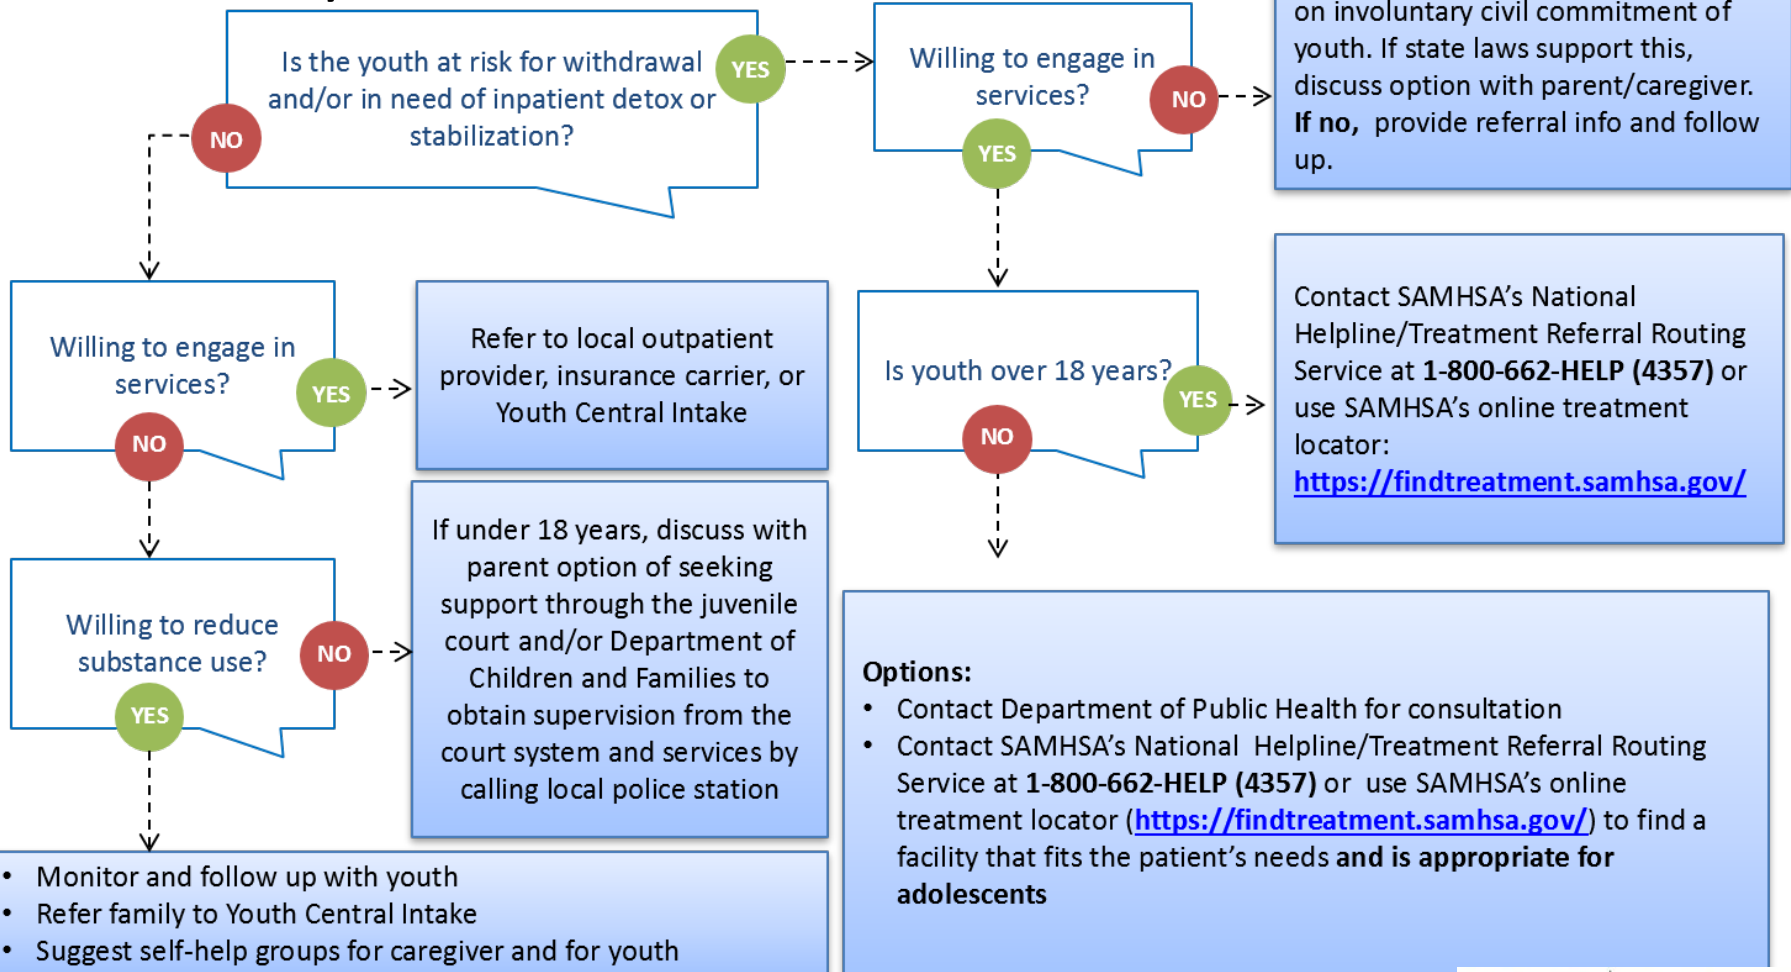 Is the youth at risk for withdrawal
and/or in need of inpatient detox or
stabilization?
YES
NO
Willing to engage in
services?
NO
YES
on involuntary civil commitment of
youth. If state laws support this,
discuss option with parent/caregiver.
If no, provide referral info and follow
up.
Willing to engage in
services?
YES
NO
Refer to local outpatient
provider, insurance carrier, or
Youth Central Intake
Is youth over 18 years?
YES
NO
Contact SAMHSA’s National
Helpline/Treatment Referral Routing
Service at 1-800-662-HELP (4357) or
use SAMHSA’s online treatment
locator:
https://findtreatment.samhsa.gov/
Willing to reduce
substance use?
NO
YES
If under 18 years, discuss with
parent option of seeking
support through the juvenile
court and/or Department of
Children and Families to
obtain supervision from the
court system and services by
calling local police station
Options:
• Contact Department of Public Health for consultation
• Contact SAMHSA’s National Helpline/Treatment Referral Routing
Service at 1-800-662-HELP (4357) or use SAMHSA’s online
treatment locator (https://findtreatment.samhsa.gov/) to find a
facility that fits the patient’s needs and is appropriate for
adolescents
• Monitor and follow up with youth
• Refer family to Youth Central Intake
• Suggest self-help groups for caregiver and for youth